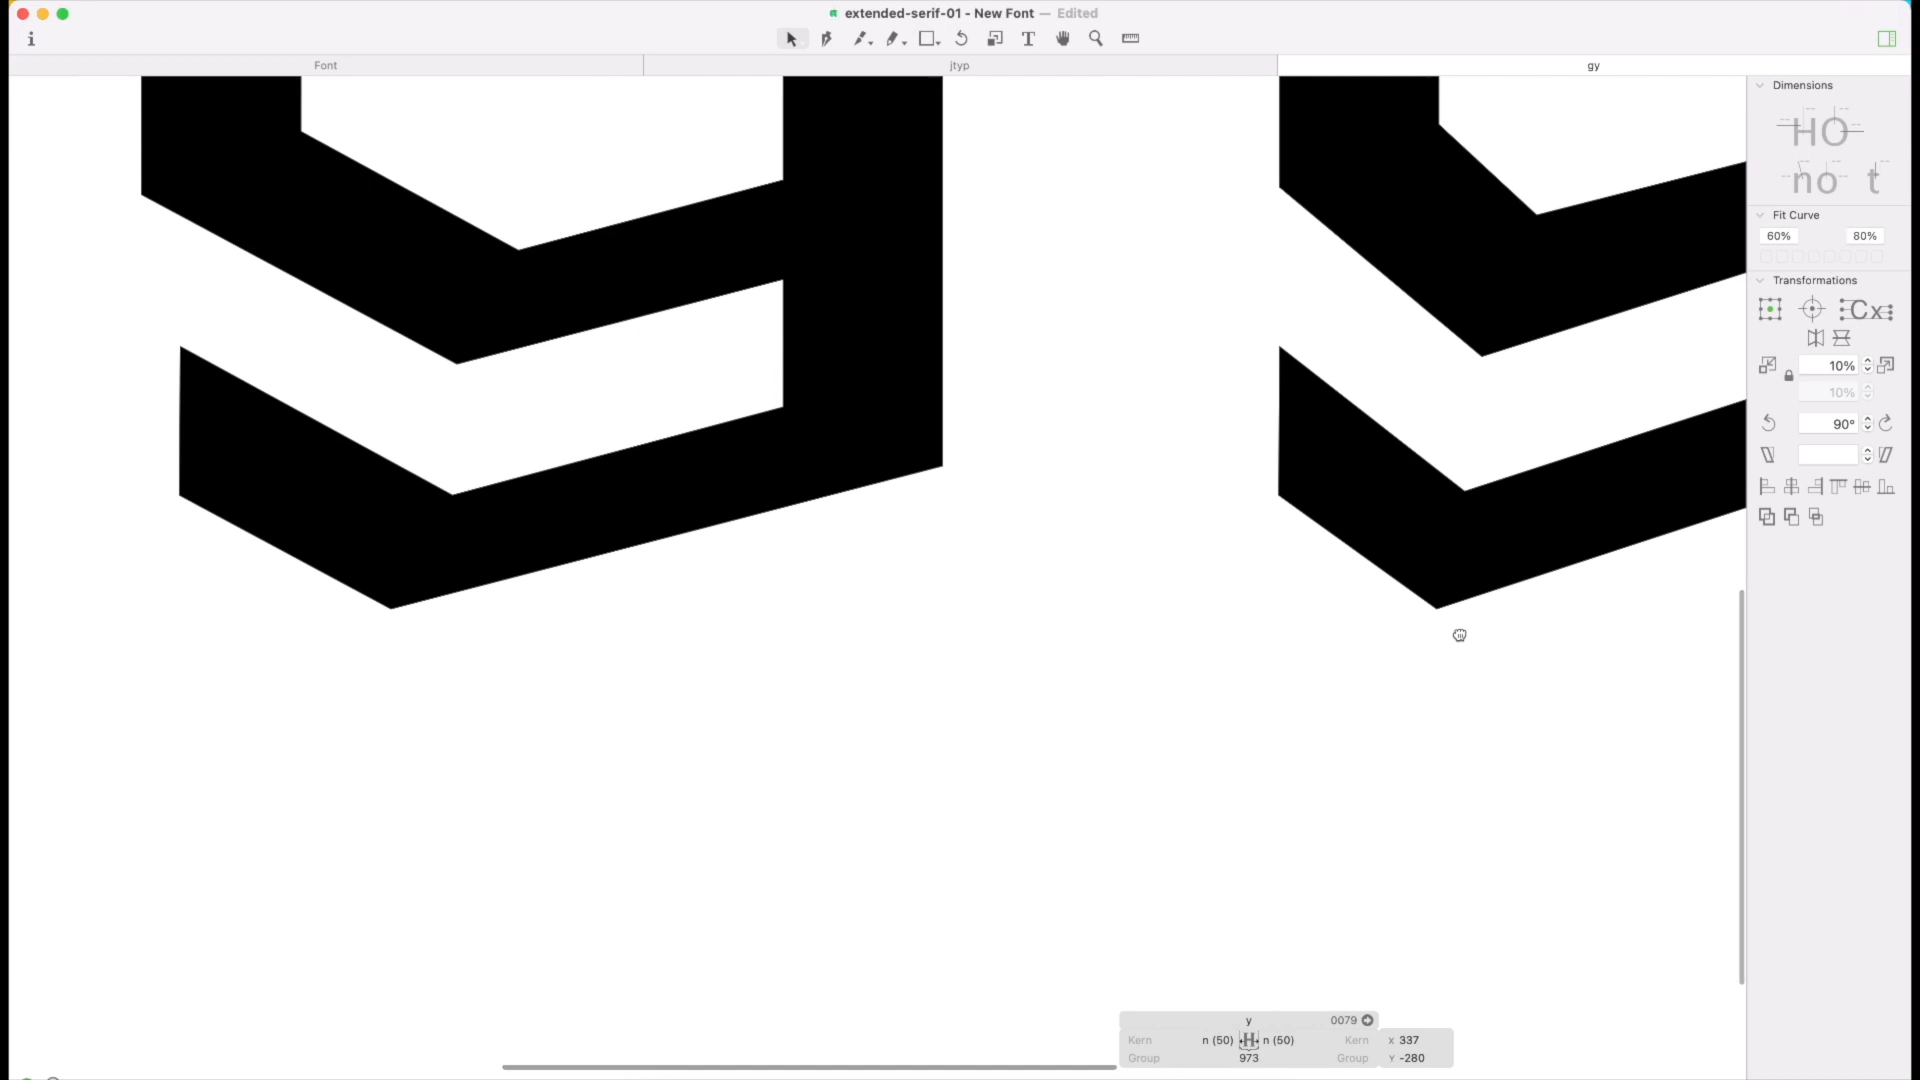 extended-serif-01 - New Font — Edited
Font
jtyp
gy
gy
Dimensions
HO
no t
Fit Curve
60% 80%
Transformations
Cx
10%
10%
90°
y 0079
Kern n (50) H n (50) Kern
Group 973 Group
X 337
Y -280